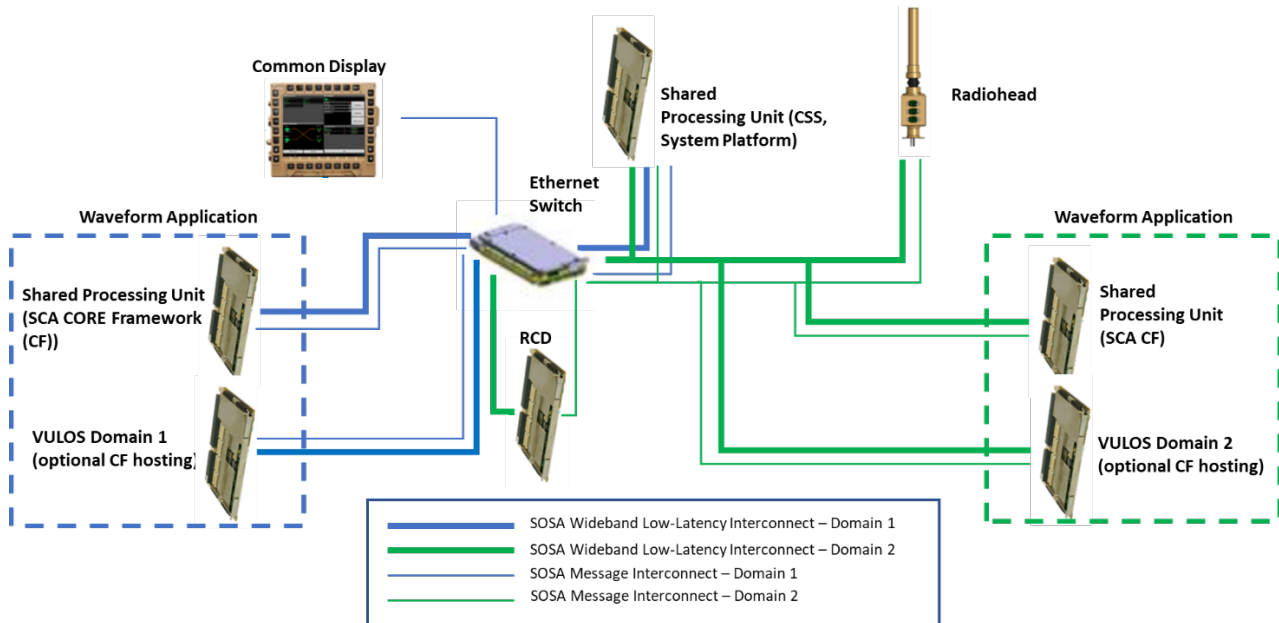 Common Display
Shared
Processing Unit (CSS,
System Platform)
Radiohead
Ethernet
Switch
Waveform Application
Waveform Application
Shared Processing Unit
(SCA CORE Framework
(CF))
Shared
Processing Unit
(SCA CF)
RCD
VULOS Domain 1
(optional CF hosting)
VULOS Domain 2
(optional CF hosting)
SOSA Wideband Low-Latency Interconnect – Domain 1
SOSA Wideband Low-Latency Interconnect – Domain 2
SOSA Message Interconnect – Domain 1
SOSA Message Interconnect – Domain 2